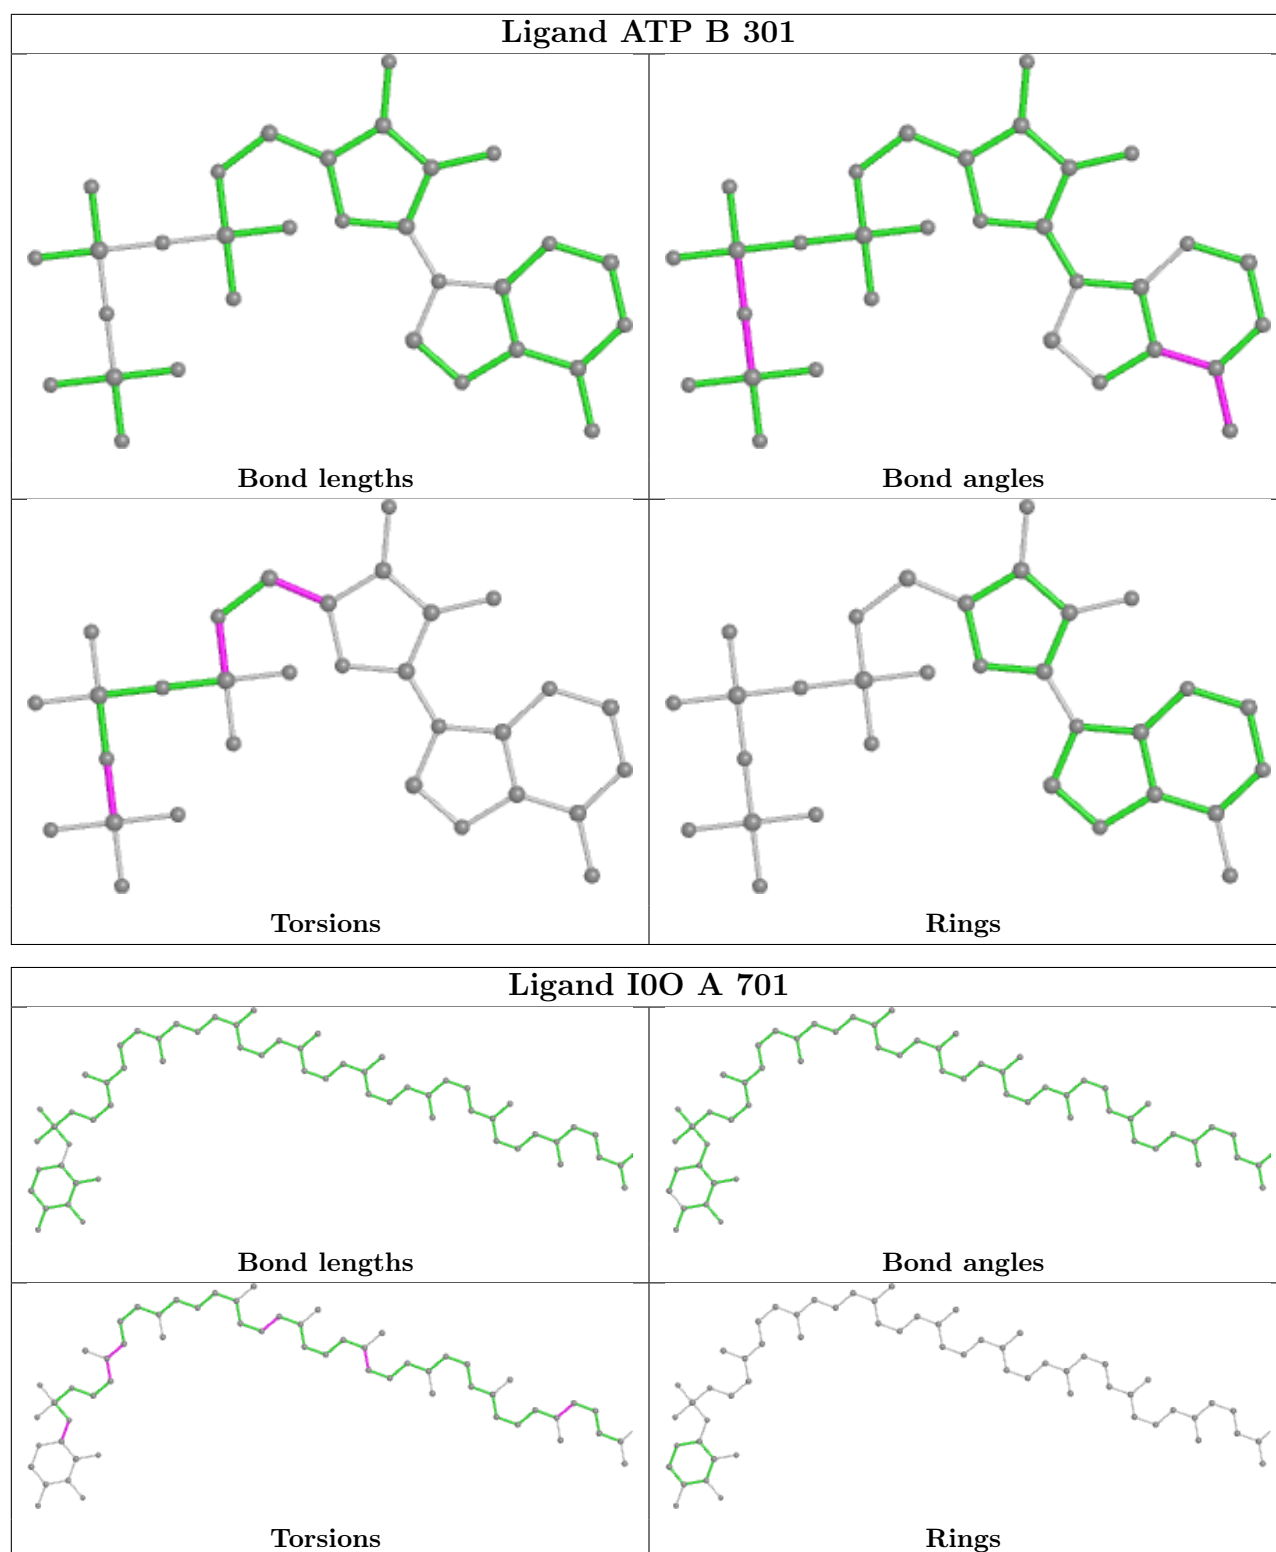 Ligand ATP B 301
Bond lengths
Bond angles
Torsions
Rings
Ligand I0O A 701
Bond lengths
Bond angles
Torsions
Rings